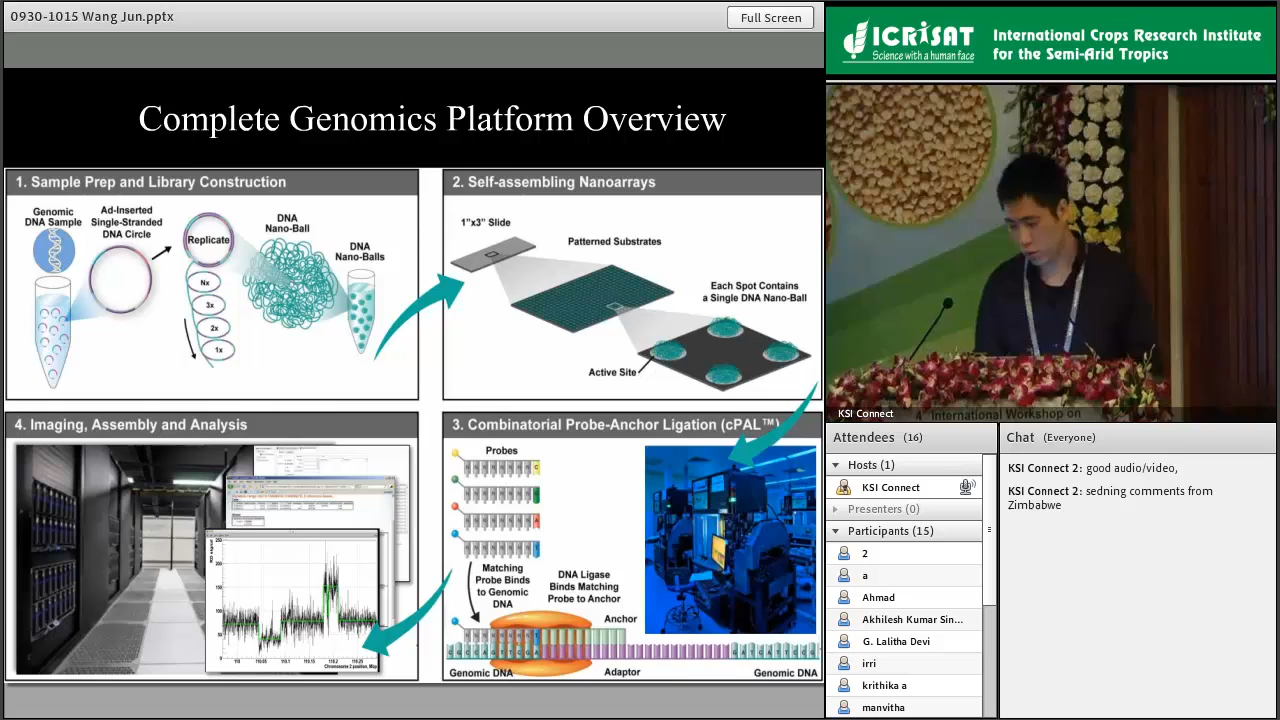 0930-1015 Wang Jun.pptx
Full Screen
Complete Genomics Platform Overview
1. Sample Prep and Library Construction
Genomic
DNA Sample
Ad-Inserted
Single-Stranded
DNA Circle
Replicate
Nx
3x
2x
1x
DNA
Nano-Ball
DNA
Nano-Balls
2. Self-assembling Nanoarrays
1"x3" Slide
Patterned Substrates
Each Spot Contains
a Single DNA Nano-Ball
Active Site
4. Imaging, Assembly and Analysis
3. Combinatorial Probe-Anchor Ligation (cPAL™)
Probes
Matching
Probe Binds
to Genomic
DNA
DNA Ligase
Binds Matching
Probe to Anchor
Anchor
Genomic DNA
Adaptor
Genomic DNA
ICRISAT
Science with a human face
International Crops Research Institute
for the Semi-Arid Tropics
KSI Connect
International Workshop on
Attendees (16)
Hosts (1)
KSI Connect
Presenters (0)
Participants (15)
2
a
Ahmad
Akhilesh Kumar Sin...
G. Lalitha Devi
irri
krithika a
manvitha
Chat (Everyone)
KSI Connect 2: good audio/video,
KSI Connect 2: sedning comments from
Zimbabwe